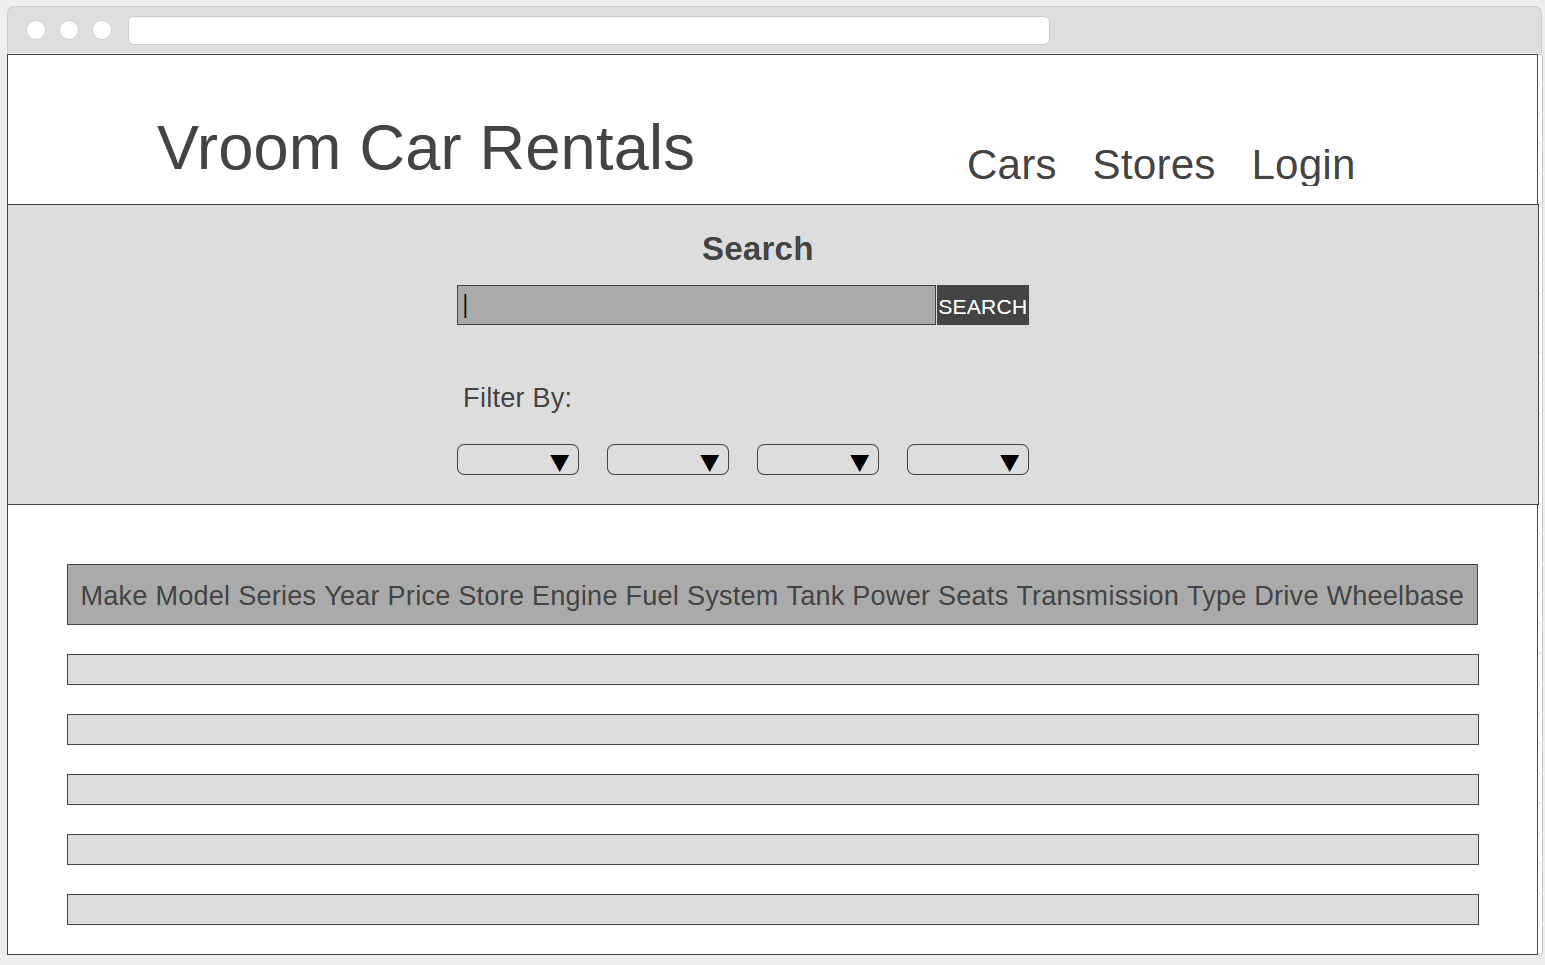 Vroom Car Rentals
Cars Stores Login
Search
SEARCH
Filter By:
Make Model Series Year Price Store Engine Fuel System Tank Power Seats Transmission Type Drive Wheelbase